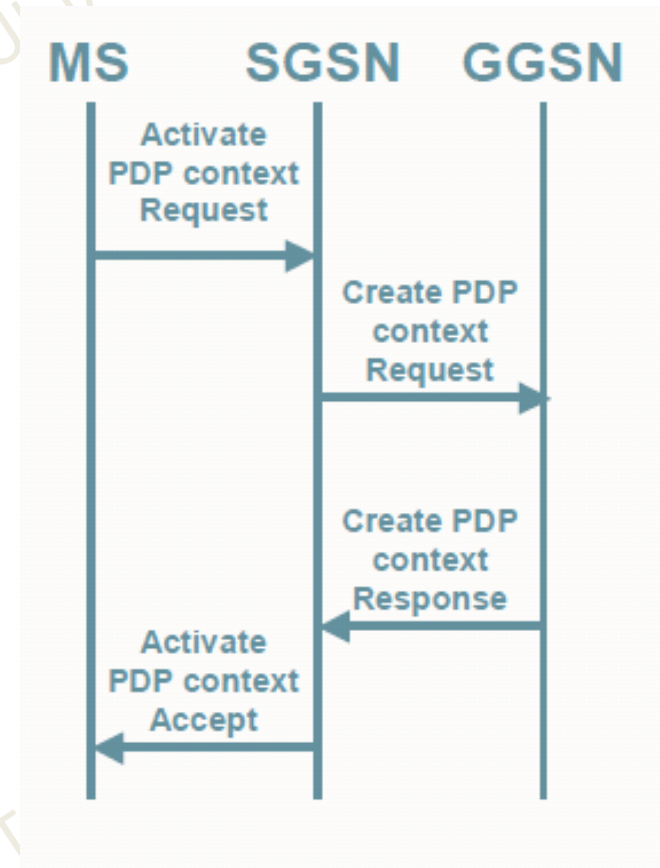 MS SGSN GGSN
Activate
PDP context
Request
Create PDP
context
Request
Create PDP
context
Response
Activate
PDP context
Accept